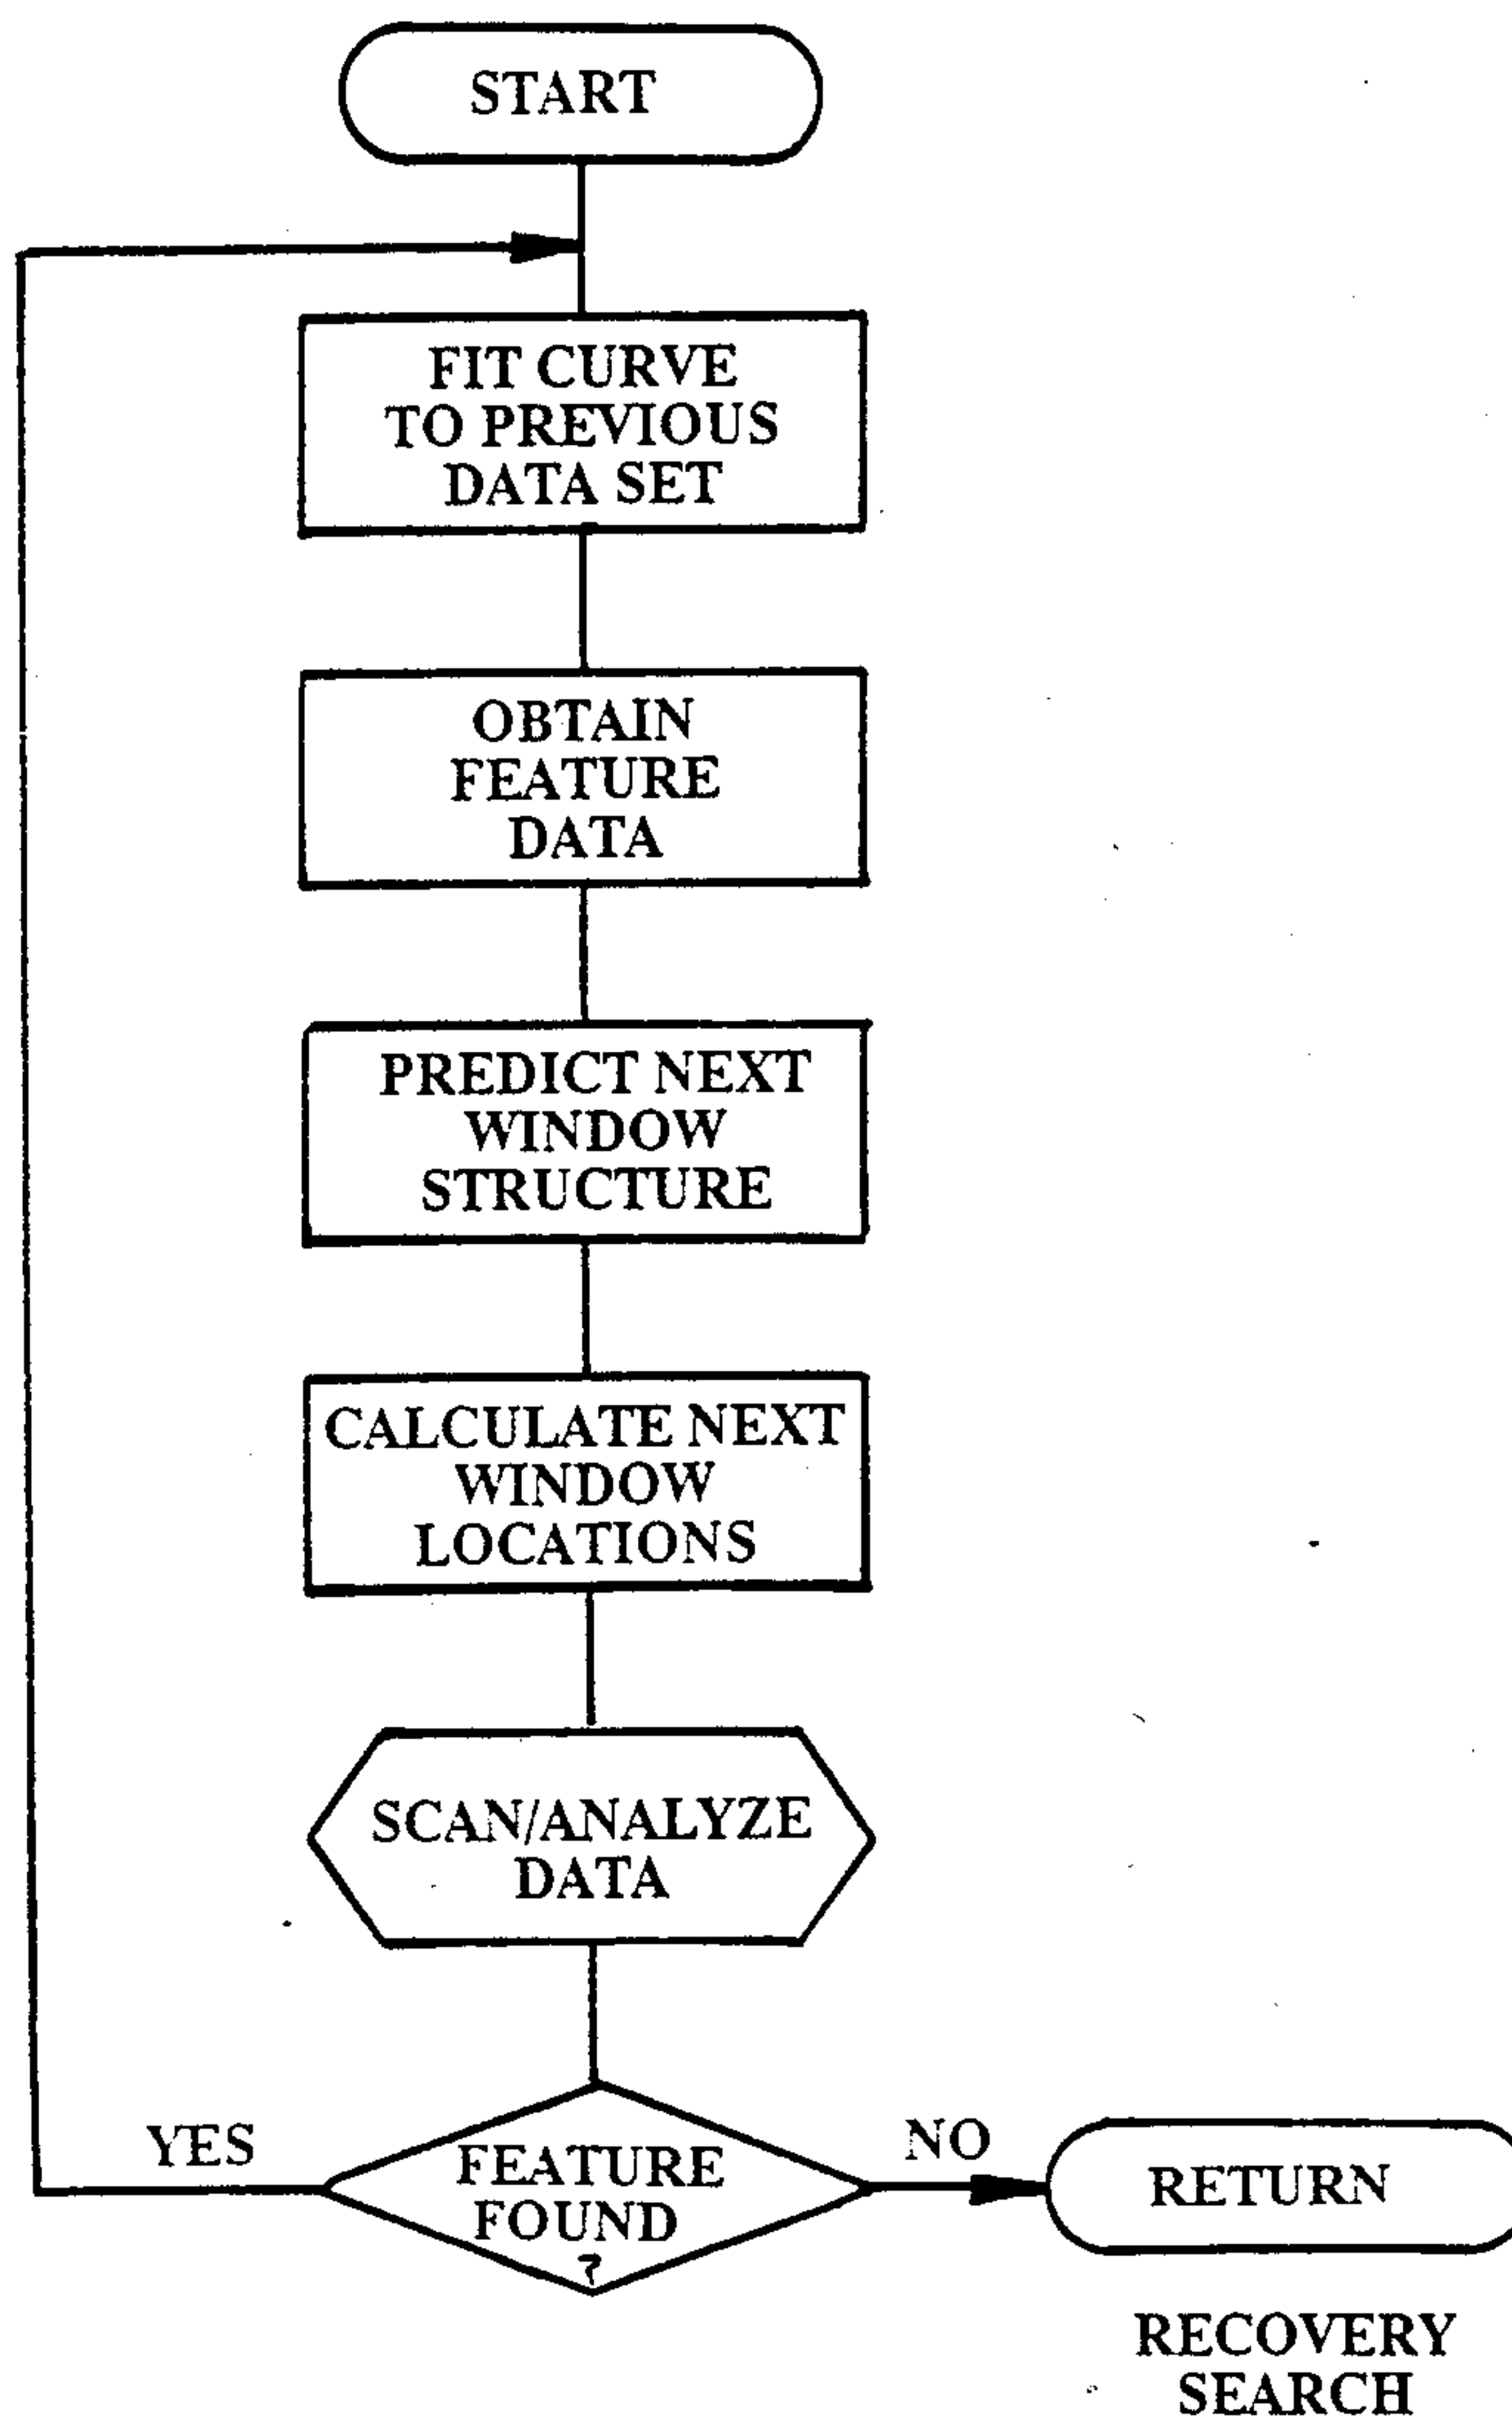 START
FIT CURVE
TO PREVIOUS
DATA SET
OBTAIN
FEATURE
DATA
PREDICT NEXT
WINDOW
STRUCTURE
CALCULATE NEXT
WINDOW
LOCATIONS
SCAN/ANALYZE
DATA
YES
FEATURE
FOUND
?
NO
RETURN
RECOVERY
SEARCH